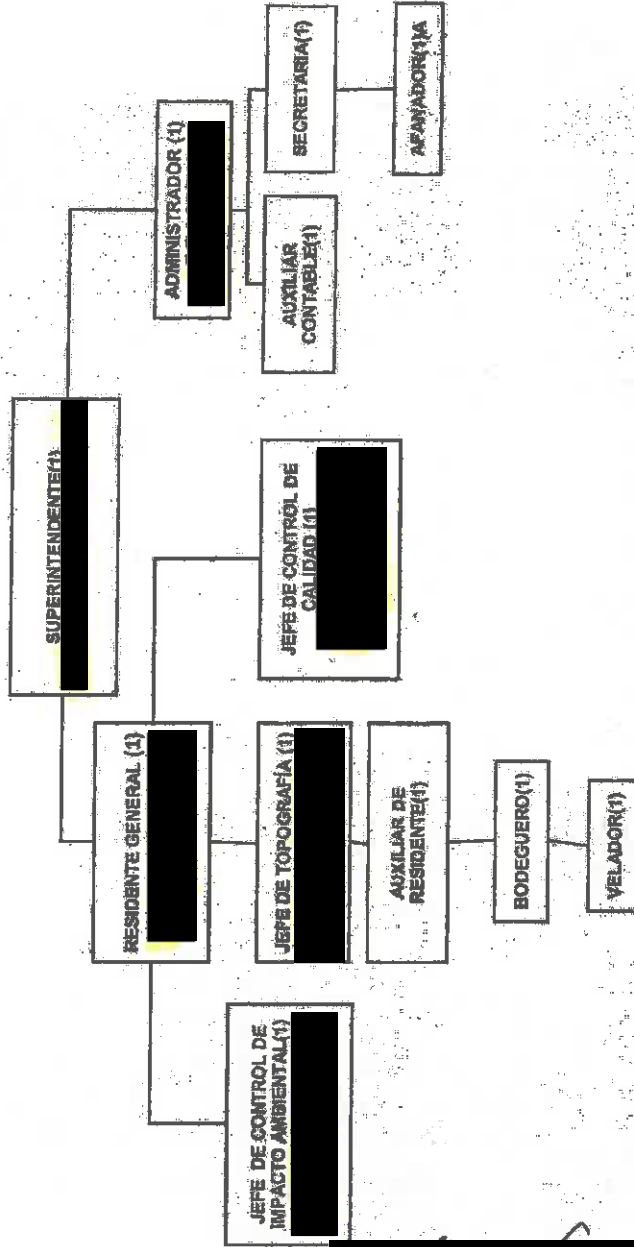 SUPERINTENDENTE(1)
RESIDENTE GENERAL (1)
ADMINISTRADOR (1)
JEFE DE CONTROL DE
IMPACTO AMBIENTAL(1)
JEFE DE TOPOGRAFÍA (1)
JEFE DE CONTROL DE
CALIDAD (1)
AUXILIAR
CONTABLE(1)
SECRETARIA(1)
AUXILIAR DE
RESIDENTE(1)
AFANADOR(1)A
BODEGUERO(1)
VELADOR(1)